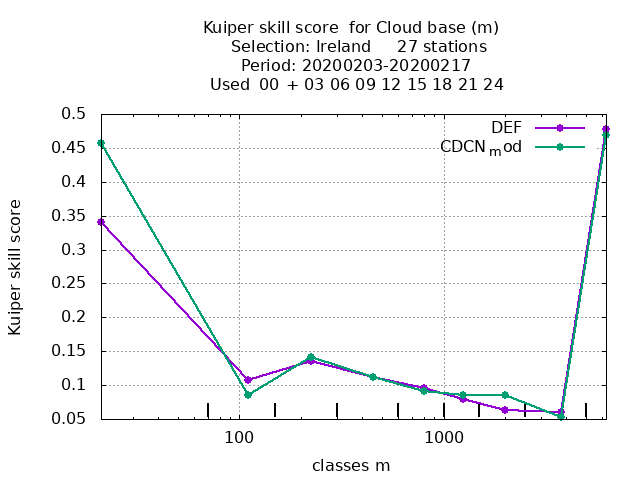 Kuiper skill score  for Cloud base (m)
Selection: Ireland     27 stations
Period: 20200203-20200217
Used  00 + 03 06 09 12 15 18 21 24
0.5
0.45
0.4
0.35
0.3
0.25
0.2
0.15
0.1
0.05
Kuiper skill score
DEF
CDCNmod
100
1000
classes m